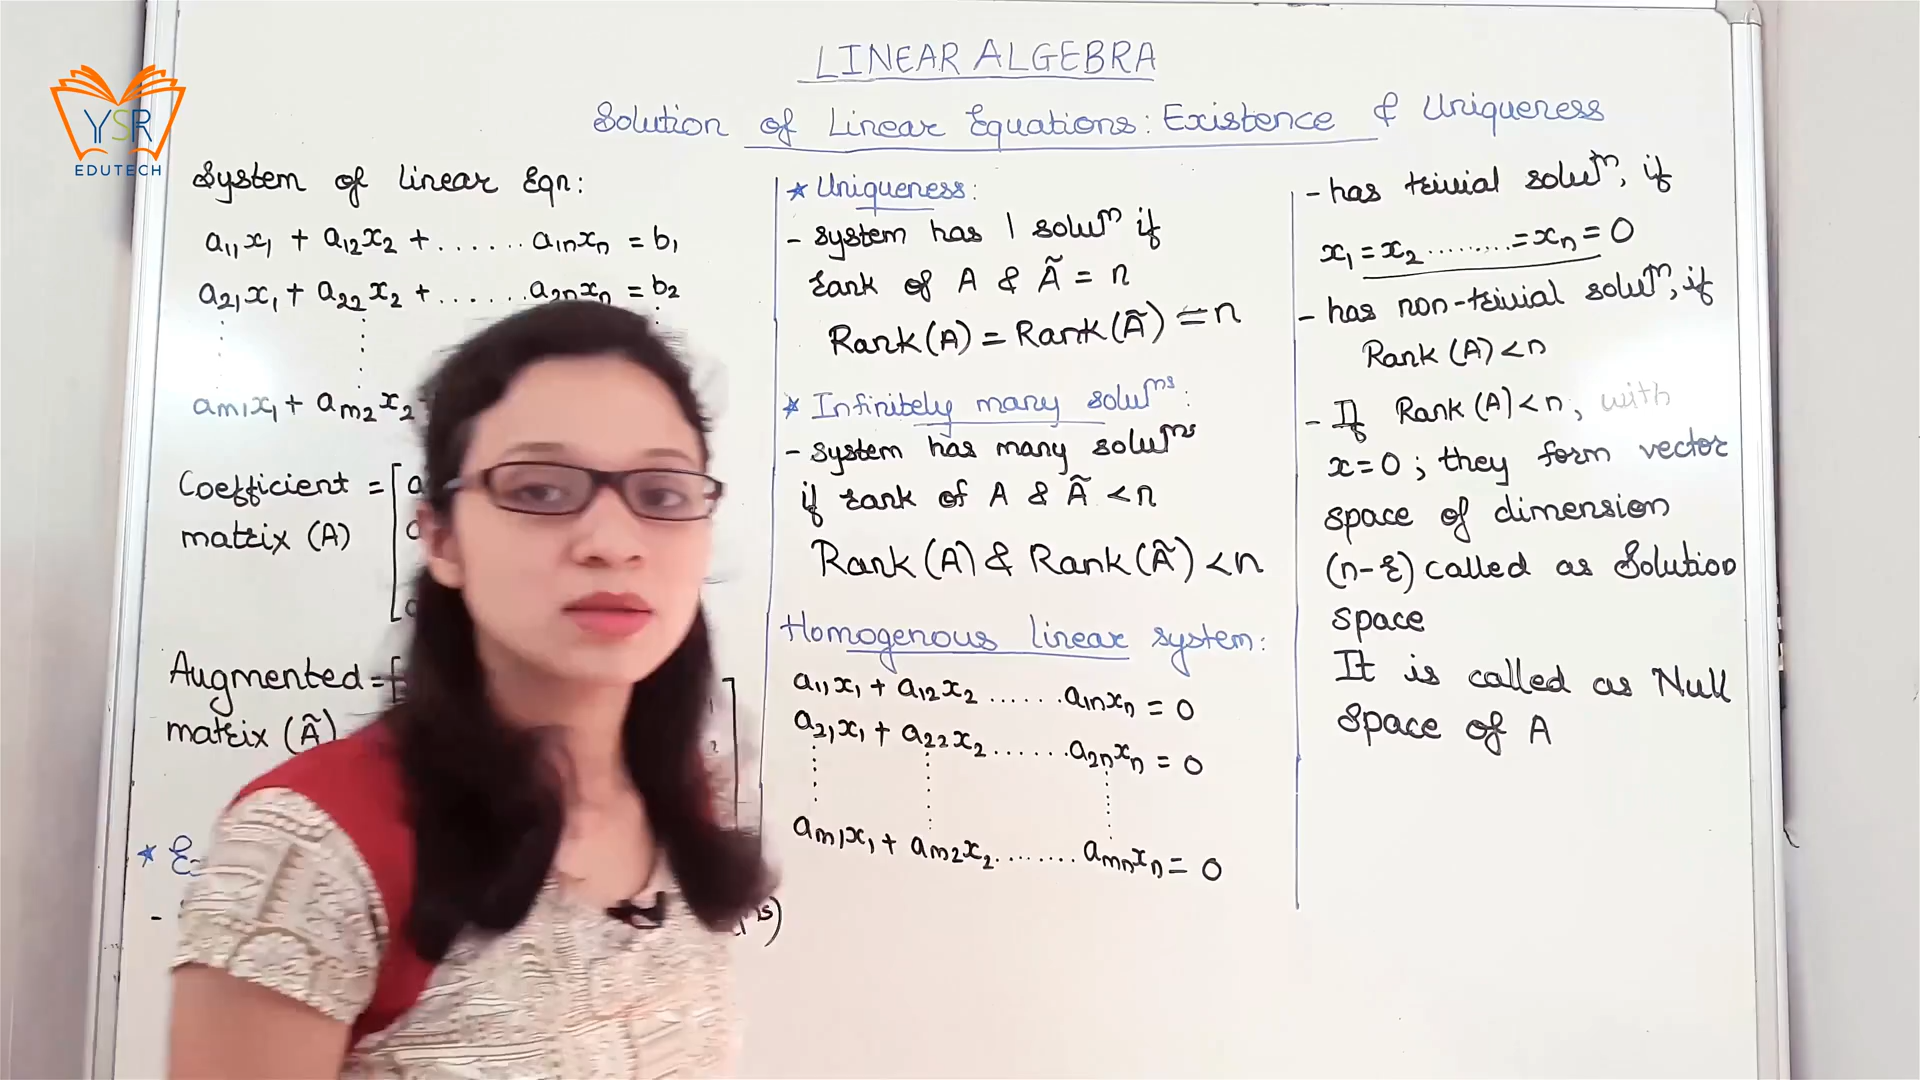 YSR
EDUTECH
LINEAR ALGEBRA
Solution of Linear Equations: Existence & Uniqueness
System of linear Eqn:
a₁₁x₁ + a₁₂x₂ + ...... a₁ₙxₙ = b₁
a₂₁x₁ + a₂₂x₂ + ...... a₂ₙxₙ = b₂
aₘ₁x₁ + aₘ₂x₂
Coefficient =
matrix (A)
Augmented =
matrix (Ã)
* Uniqueness:
- System has 1 soluᵐ if
rank of A & Ã = n
Rank(A) = Rank(Ã) = n
* Infinitely many soluᵐˢ:
- System has many soluᵐˢ
if rank of A & Ã < n
Rank(A) & Rank(Ã) < n
Homogenous linear system:
a₁₁x₁ + a₁₂x₂ ...... a₁ₙxₙ = 0
a₂₁x₁ + a₂₂x₂ ...... a₂ₙxₙ = 0
aₘ₁x₁ + aₘ₂x₂ ........ aₘₙxₙ = 0
- has trivial soluᵐ, if
x₁ = x₂ ........ = xₙ = 0
- has non-trivial soluᵐ, if
Rank (A) < n
- If Rank (A) < n, with
x = 0 ; they form vector
space of dimension
(n-r) called as Solution
space
It is called as Null
Space of A